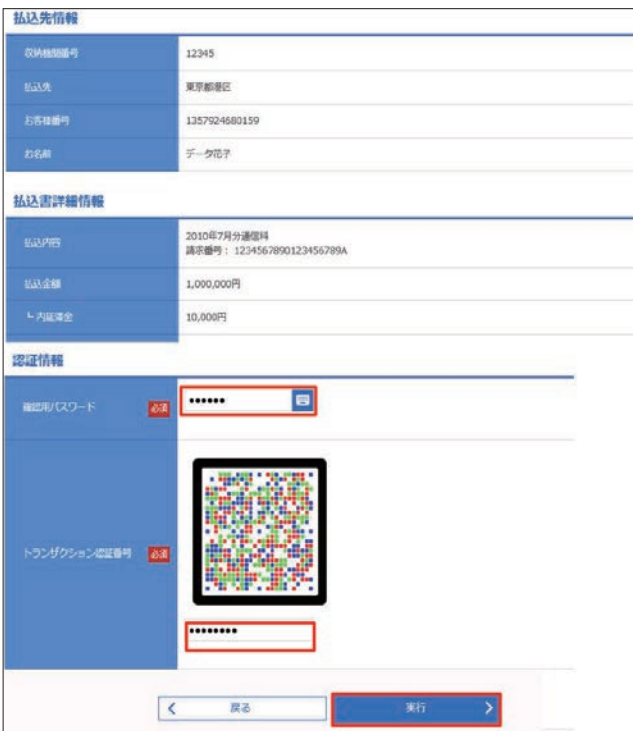 払込先情報
収納機関番号
12345
払込先
東京都港区
お客様番号
1357924680159
お名前
データ花子
払込書詳細情報
払込内容
2010年7月分通信料
請求番号： 1234567890123456789A
払込金額
1,000,000円
┗ 内延滞金
10,000円
認証情報
確認用パスワード
必須
••••••
トランザクション認証番号
必須
••••••••
戻る
実行